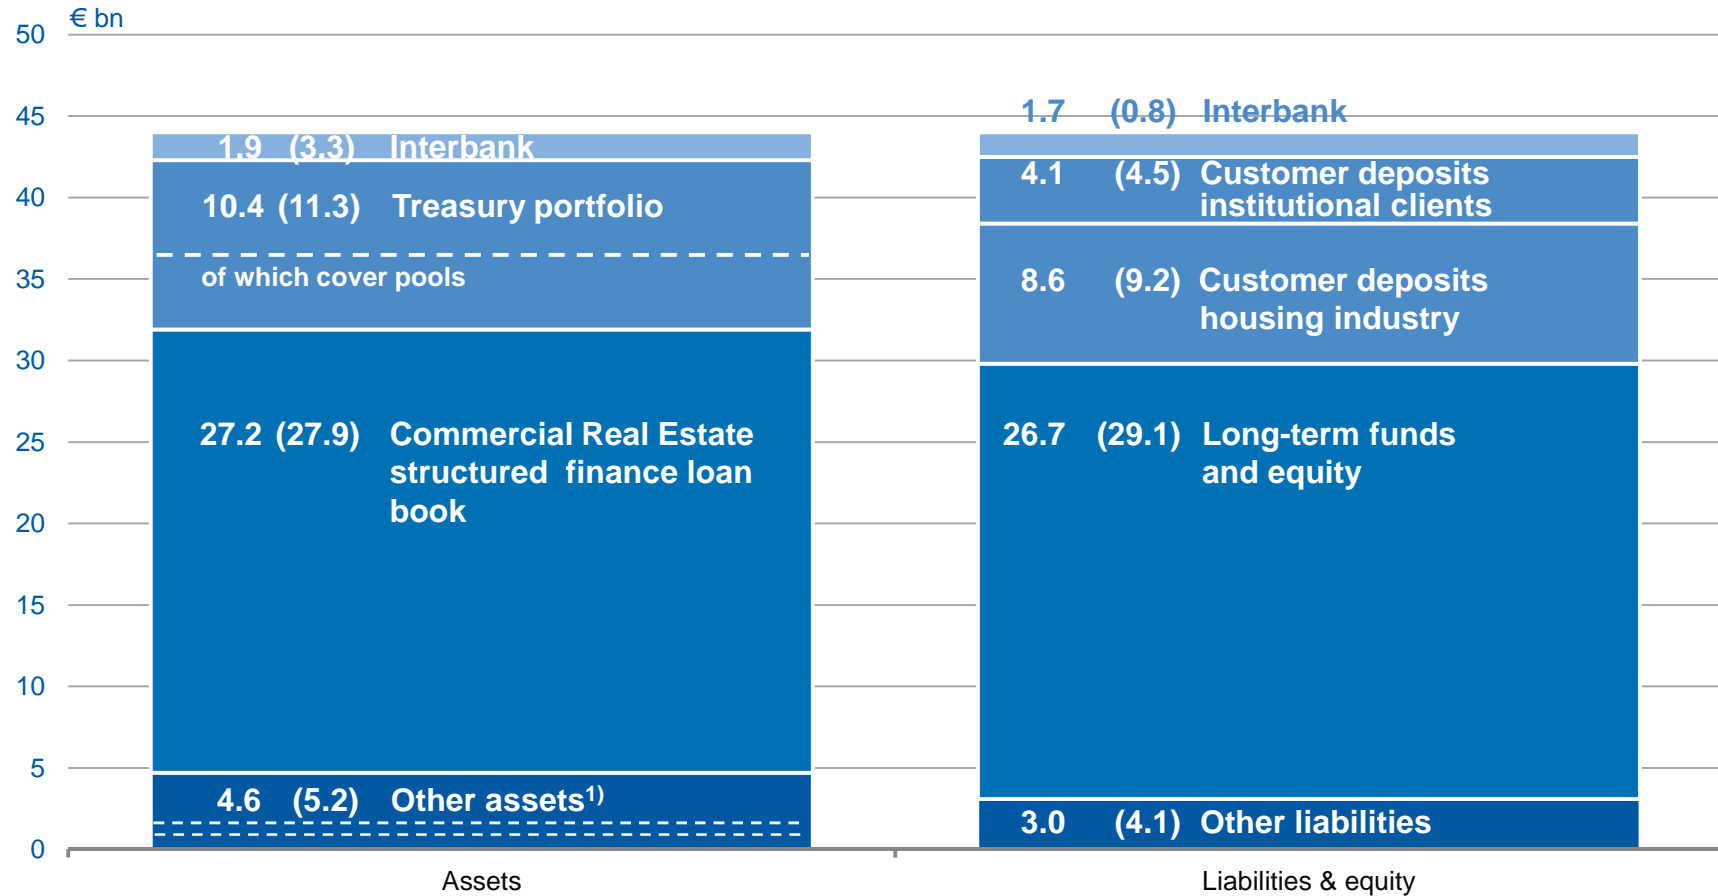 € bn
50
45
40
35
30
25
20
15
10
5
0
1.9 (3.3) Interbank
10.4 (11.3) Treasury portfolio
of which cover pools
27.2 (27.9) Commercial Real Estate
structured finance loan
book
4.6 (5.2) Other assets¹⁾
Assets
1.7 (0.8) Interbank
4.1 (4.5) Customer deposits
institutional clients
8.6 (9.2) Customer deposits
housing industry
26.7 (29.1) Long-term funds
and equity
3.0 (4.1) Other liabilities
Liabilities & equity